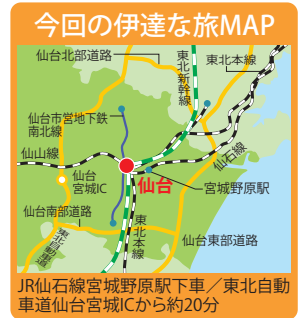 今回の伊達な旅MAP
仙台北部道路
東北新幹線
東北本線
仙台市営地下鉄
南北線
仙山線
仙石線
仙台
宮城IC
仙台
宮城野原駅
仙台南部道路
東北本線
仙台東部道路
東北自動車道
JR仙石線宮城野原駅下車／東北自動
車道仙台宮城ICから約20分